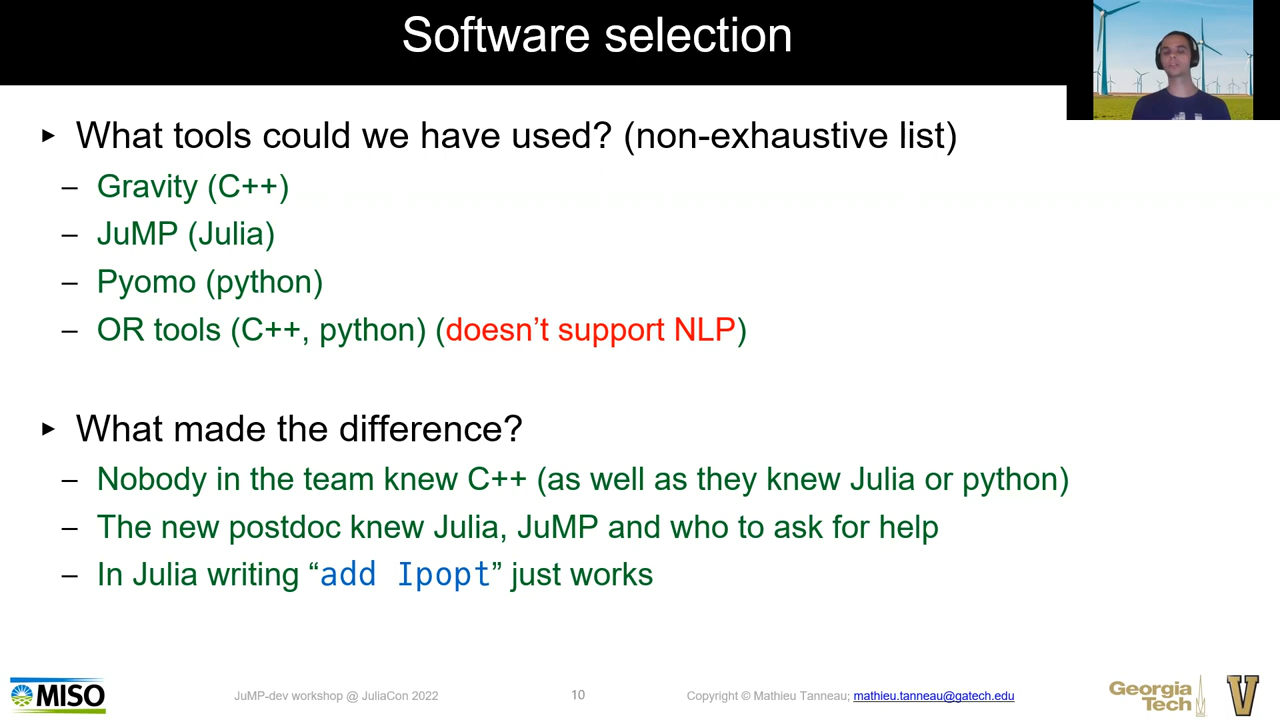 Software selection
▸ What tools could we have used? (non-exhaustive list)
– Gravity (C++)
– JuMP (Julia)
– Pyomo (python)
– OR tools (C++, python) (doesn’t support NLP)
▸ What made the difference?
– Nobody in the team knew C++ (as well as they knew Julia or python)
– The new postdoc knew Julia, JuMP and who to ask for help
– In Julia writing “add Ipopt” just works
MISO
JuMP-dev workshop @ JuliaCon 2022
10
Copyright © Mathieu Tanneau; mathieu.tanneau@gatech.edu
Georgia
Tech
V